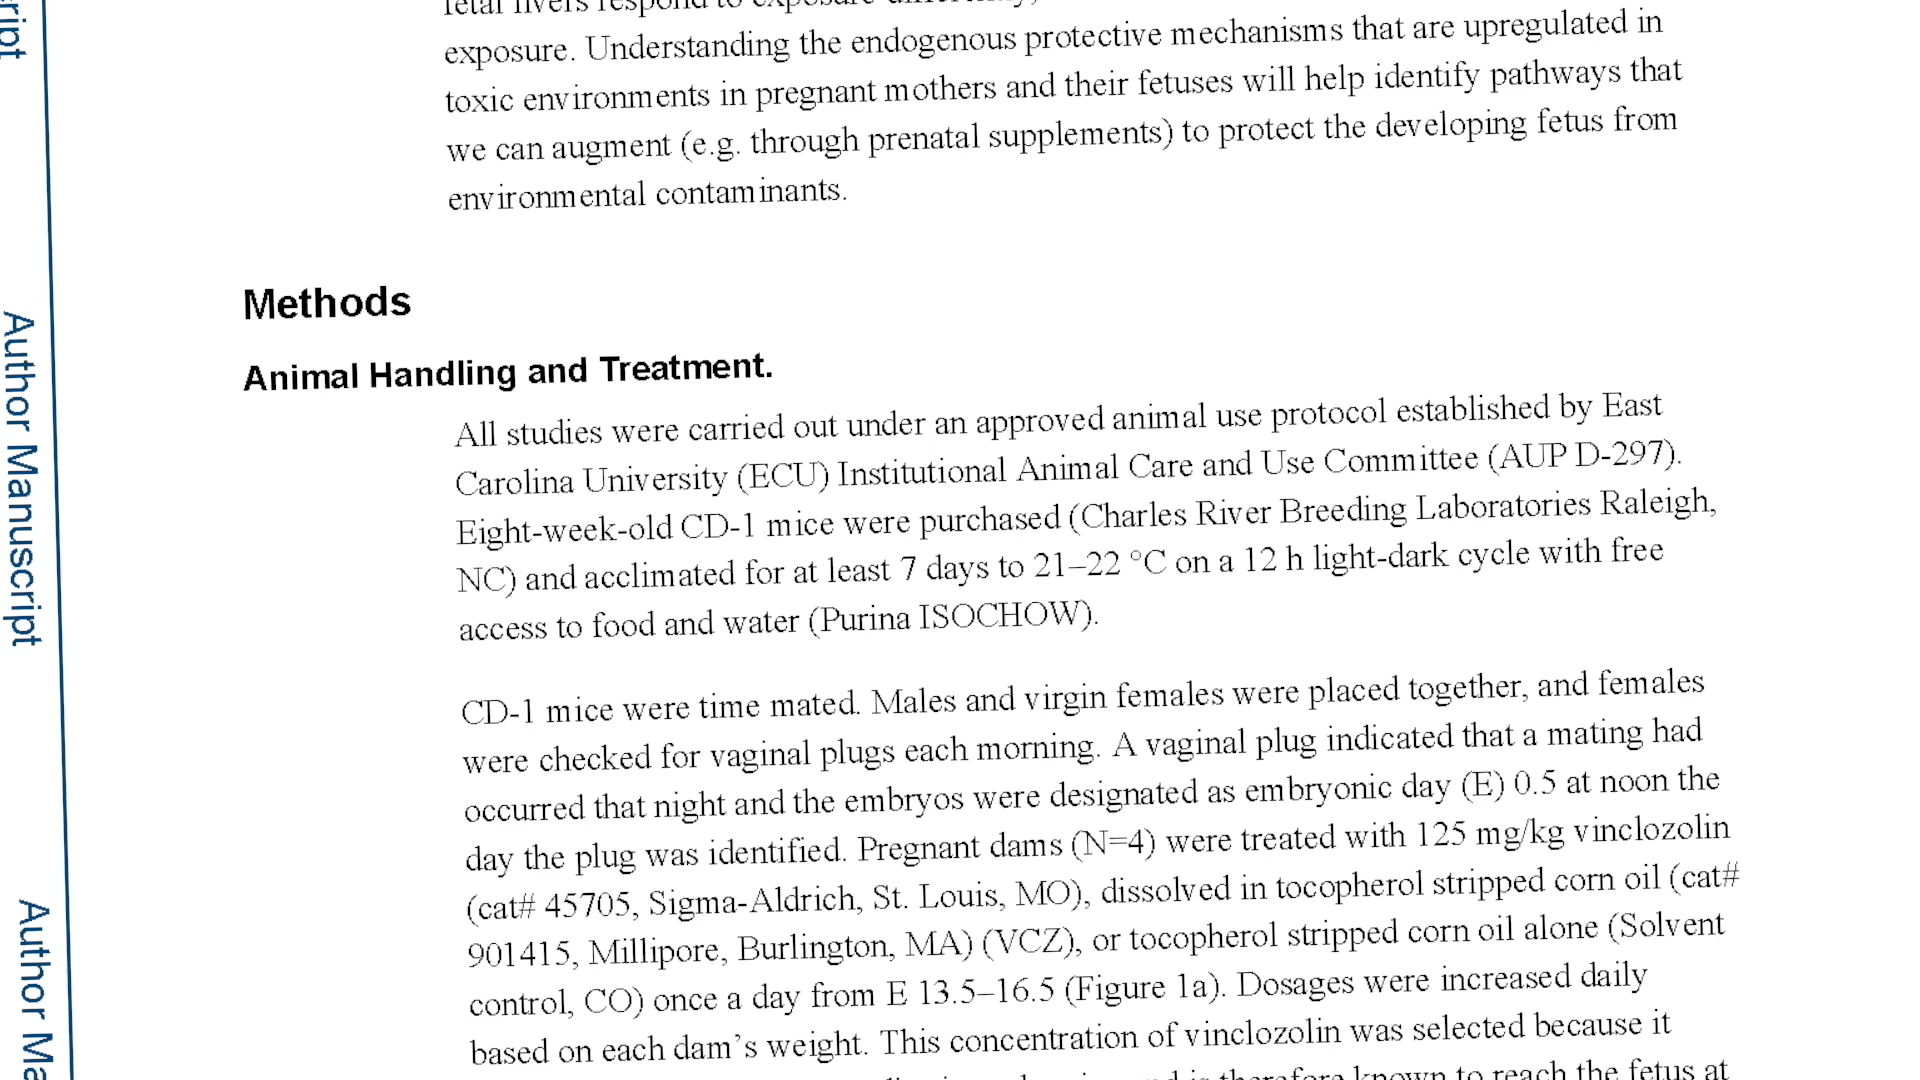 exposure. Understanding the endogenous protective mechanisms that are upregulated in
toxic environments in pregnant mothers and their fetuses will help identify pathways that
we can augment (e.g. through prenatal supplements) to protect the developing fetus from
environmental contaminants.
Methods
Animal Handling and Treatment.
All studies were carried out under an approved animal use protocol established by East
Carolina University (ECU) Institutional Animal Care and Use Committee (AUP D-297).
Eight-week-old CD-1 mice were purchased (Charles River Breeding Laboratories Raleigh,
NC) and acclimated for at least 7 days to 21–22 °C on a 12 h light-dark cycle with free
access to food and water (Purina ISOCHOW).
CD-1 mice were time mated. Males and virgin females were placed together, and females
were checked for vaginal plugs each morning. A vaginal plug indicated that a mating had
occurred that night and the embryos were designated as embryonic day (E) 0.5 at noon the
day the plug was identified. Pregnant dams (N=4) were treated with 125 mg/kg vinclozolin
(cat# 45705, Sigma-Aldrich, St. Louis, MO), dissolved in tocopherol stripped corn oil (cat#
901415, Millipore, Burlington, MA) (VCZ), or tocopherol stripped corn oil alone (Solvent
control, CO) once a day from E 13.5–16.5 (Figure 1a). Dosages were increased daily
based on each dam's weight. This concentration of vinclozolin was selected because it
therefore known to reach the fetus at
ript
Author Manuscript
Author Ma